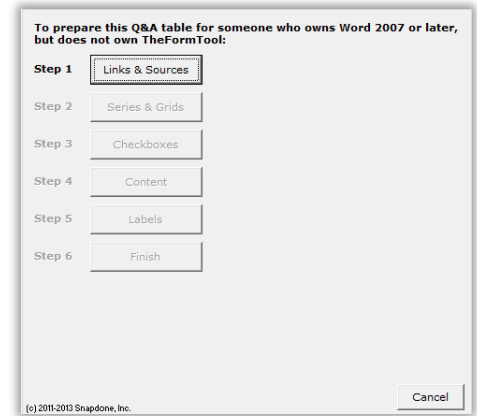 To prepare this Q&A table for someone who owns Word 2007 or later,
but does not own TheFormTool:
Step 1 Links & Sources
Step 2 Series & Grids
Step 3 Checkboxes
Step 4 Content
Step 5 Labels
Step 6 Finish
Cancel
(c) 2011-2013 Snapdone, Inc.